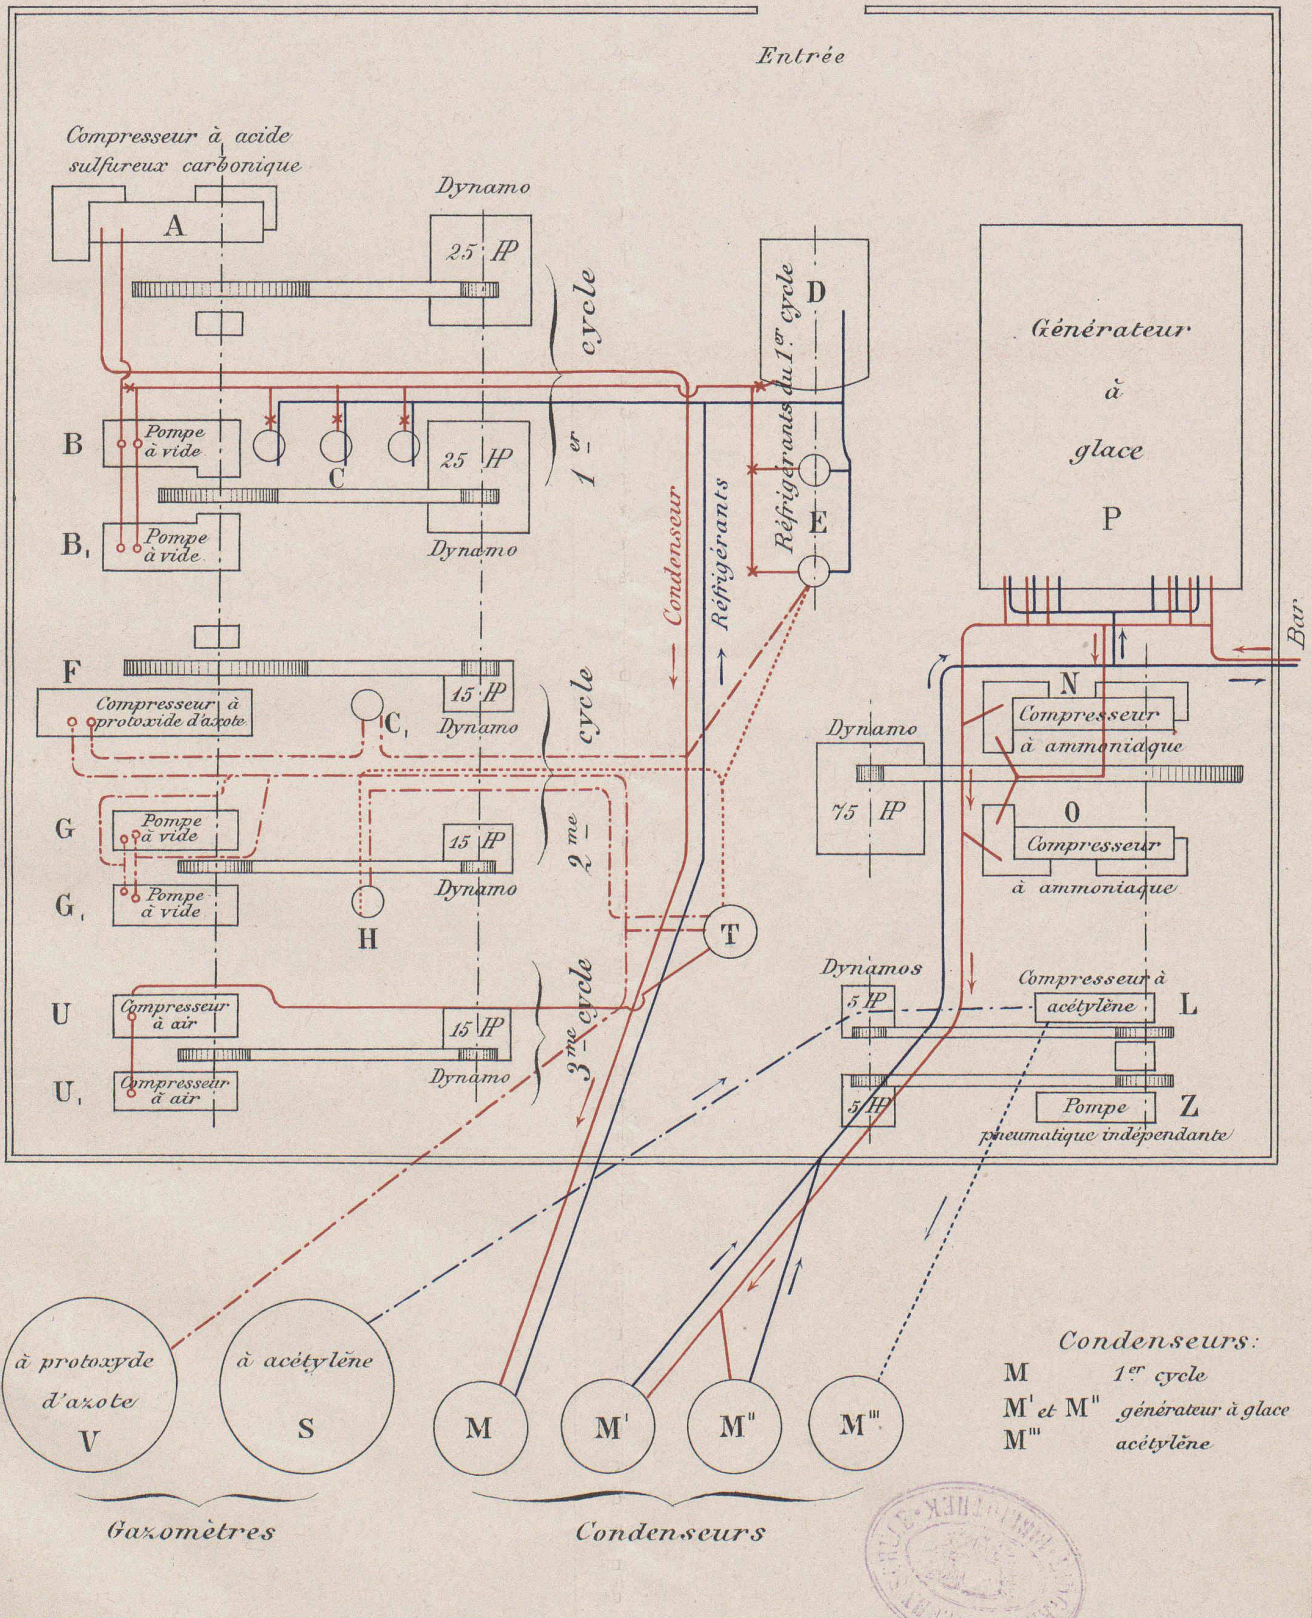 Entrée
Compresseur à acide
sulfureux carbonique
A
Dynamo
25 HP
1er cycle
B
Pompe
à vide
C
25 HP
B1
Pompe
à vide
Dynamo
D
Réfrigérants du 1er cycle
E
Condenseur
Réfrigérants
Générateur
à
glace
P
Bar
F
Compresseur à
protoxide d'axote
C1
15 HP
Dynamo
2me cycle
G
Pompe
à vide
15 HP
G1
Pompe
à vide
Dynamo
H
T
N
Compresseur
à ammoniaque
Dynamo
75 HP
O
Compresseur
à ammoniaque
U
Compresseur
à air
15 HP
3me cycle
U1
Compresseur
à air
Dynamo
Dynamos
5 HP
Compresseur à
acétylène
L
5 HP
Pompe
Z
pneumatique indépendante
à protoxyde
d'azote
V
à acétylène
S
M
M'
M"
M'''
Condenseurs:
M 1er cycle
M' et M" générateur à glace
M''' acétylène
Gazomètres
Condenseurs